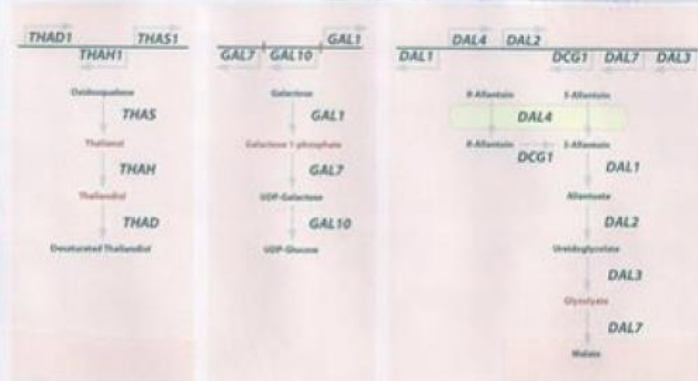 THAD1 THAS1
THAH1
Oxidosqualene
THAS
Thalianol
THAH
Thaliandiol
THAD
Desaturated Thaliandiol
GAL1
GAL7 GAL10
Galactose
GAL1
Galactose 1-phosphate
GAL7
UDP-Galactose
GAL10
UDP-Glucose
DAL4 DAL2
DAL1 DCG1 DAL7 DAL3
R-Allantoin S-Allantoin
DAL4
R-Allantoin S-Allantoin
DCG1
DAL1
Allantoate
DAL2
Ureidoglycolate
DAL3
Glyoxylate
DAL7
Malate